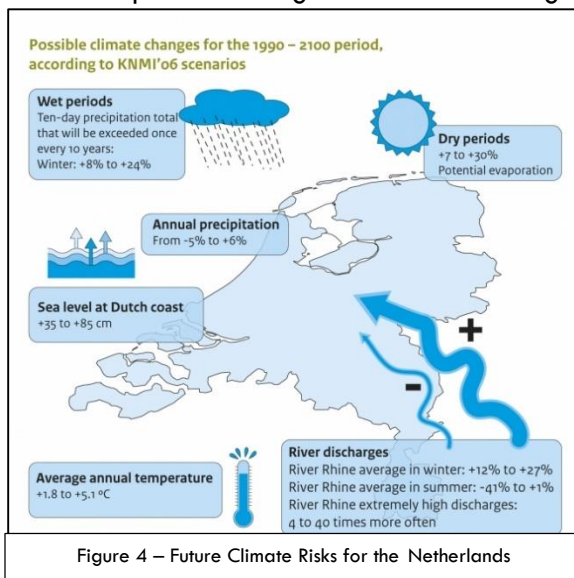 Possible climate changes for the 1990 – 2100 period,
according to KNMI’06 scenarios
Wet periods
Ten-day precipitation total
that will be exceeded once
every 10 years:
Winter: +8% to +24%
Dry periods
+7 to +30%
Potential evaporation
Annual precipitation
From -5% to +6%
Sea level at Dutch coast
+35 to +85 cm
+
-
Average annual temperature
+1.8 to +5.1 ºC
River discharges
River Rhine average in winter: +12% to +27%
River Rhine average in summer: -41% to +1%
River Rhine extremely high discharges:
4 to 40 times more often
Figure 4 – Future Climate Risks for the Netherlands